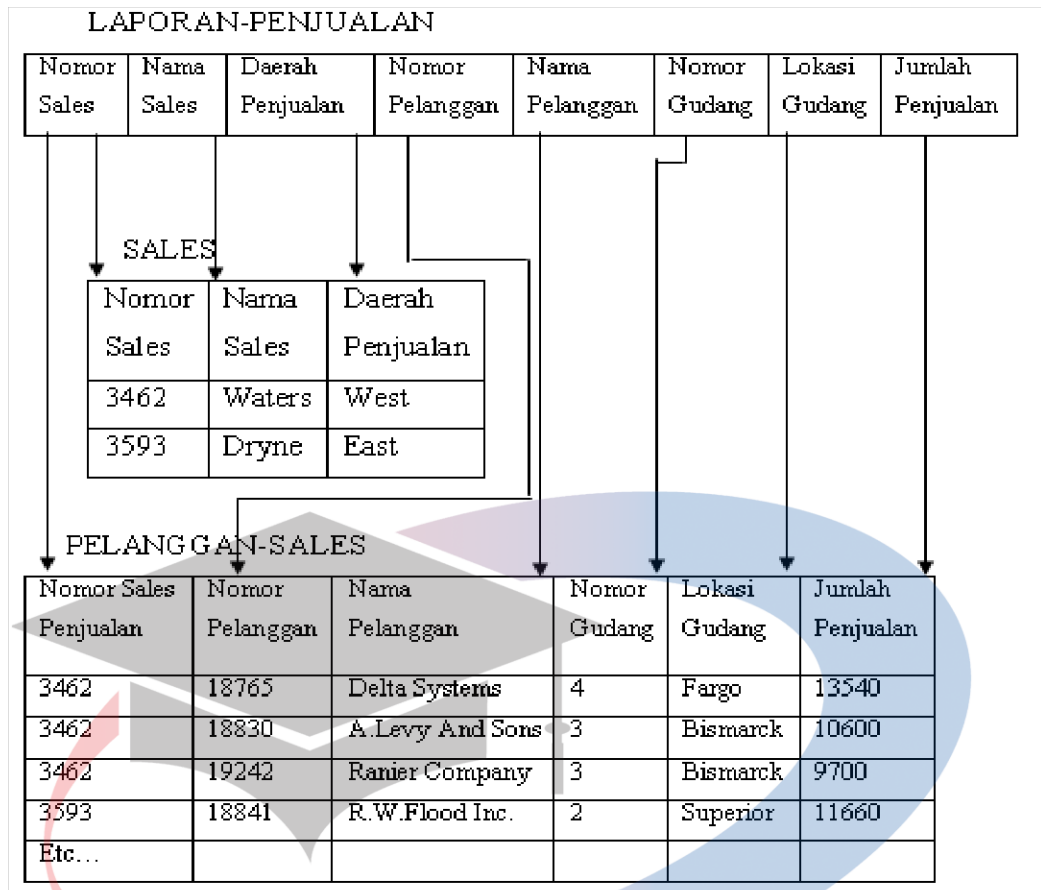 LAPORAN-PENJUALAN
Nomor Nama Daerah Nomor Nama Nomor Lokasi Jumlah
Sales Sales Penjualan Pelanggan Pelanggan Gudang Gudang Penjualan
SALES
Nomor Nama Daerah
Sales Sales Penjualan
3462 Waters West
3593 Dryne East
PELANGGAN-SALES
Nomor Sales Nomor Nama Nomor Lokasi Jumlah
Penjualan Pelanggan Pelanggan Gudang Gudang Penjualan
3462 18765 Delta Systems 4 Fargo 13540
3462 18830 A.Levy And Sons 3 Bismarck 10600
3462 19242 Ranier Company 3 Bismarck 9700
3593 18841 R.W.Flood Inc. 2 Superior 11660
Etc...